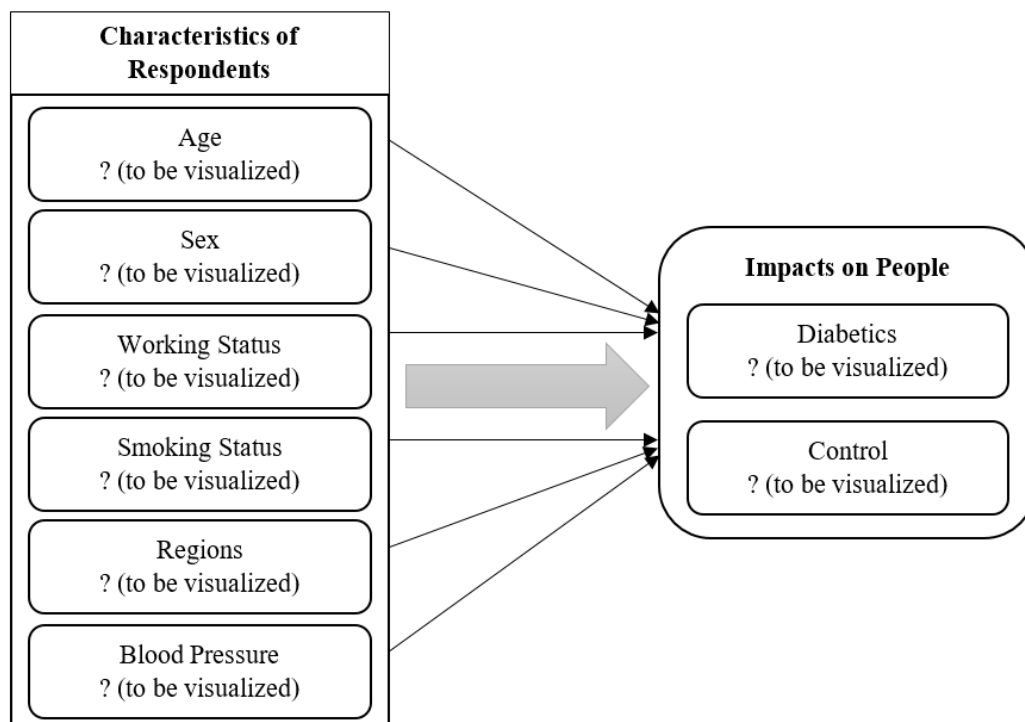 Characteristics of
Respondents
Age
? (to be visualized)
Sex
? (to be visualized)
Working Status
? (to be visualized)
Smoking Status
? (to be visualized)
Regions
? (to be visualized)
Blood Pressure
? (to be visualized)
Impacts on People
Diabetics
? (to be visualized)
Control
? (to be visualized)